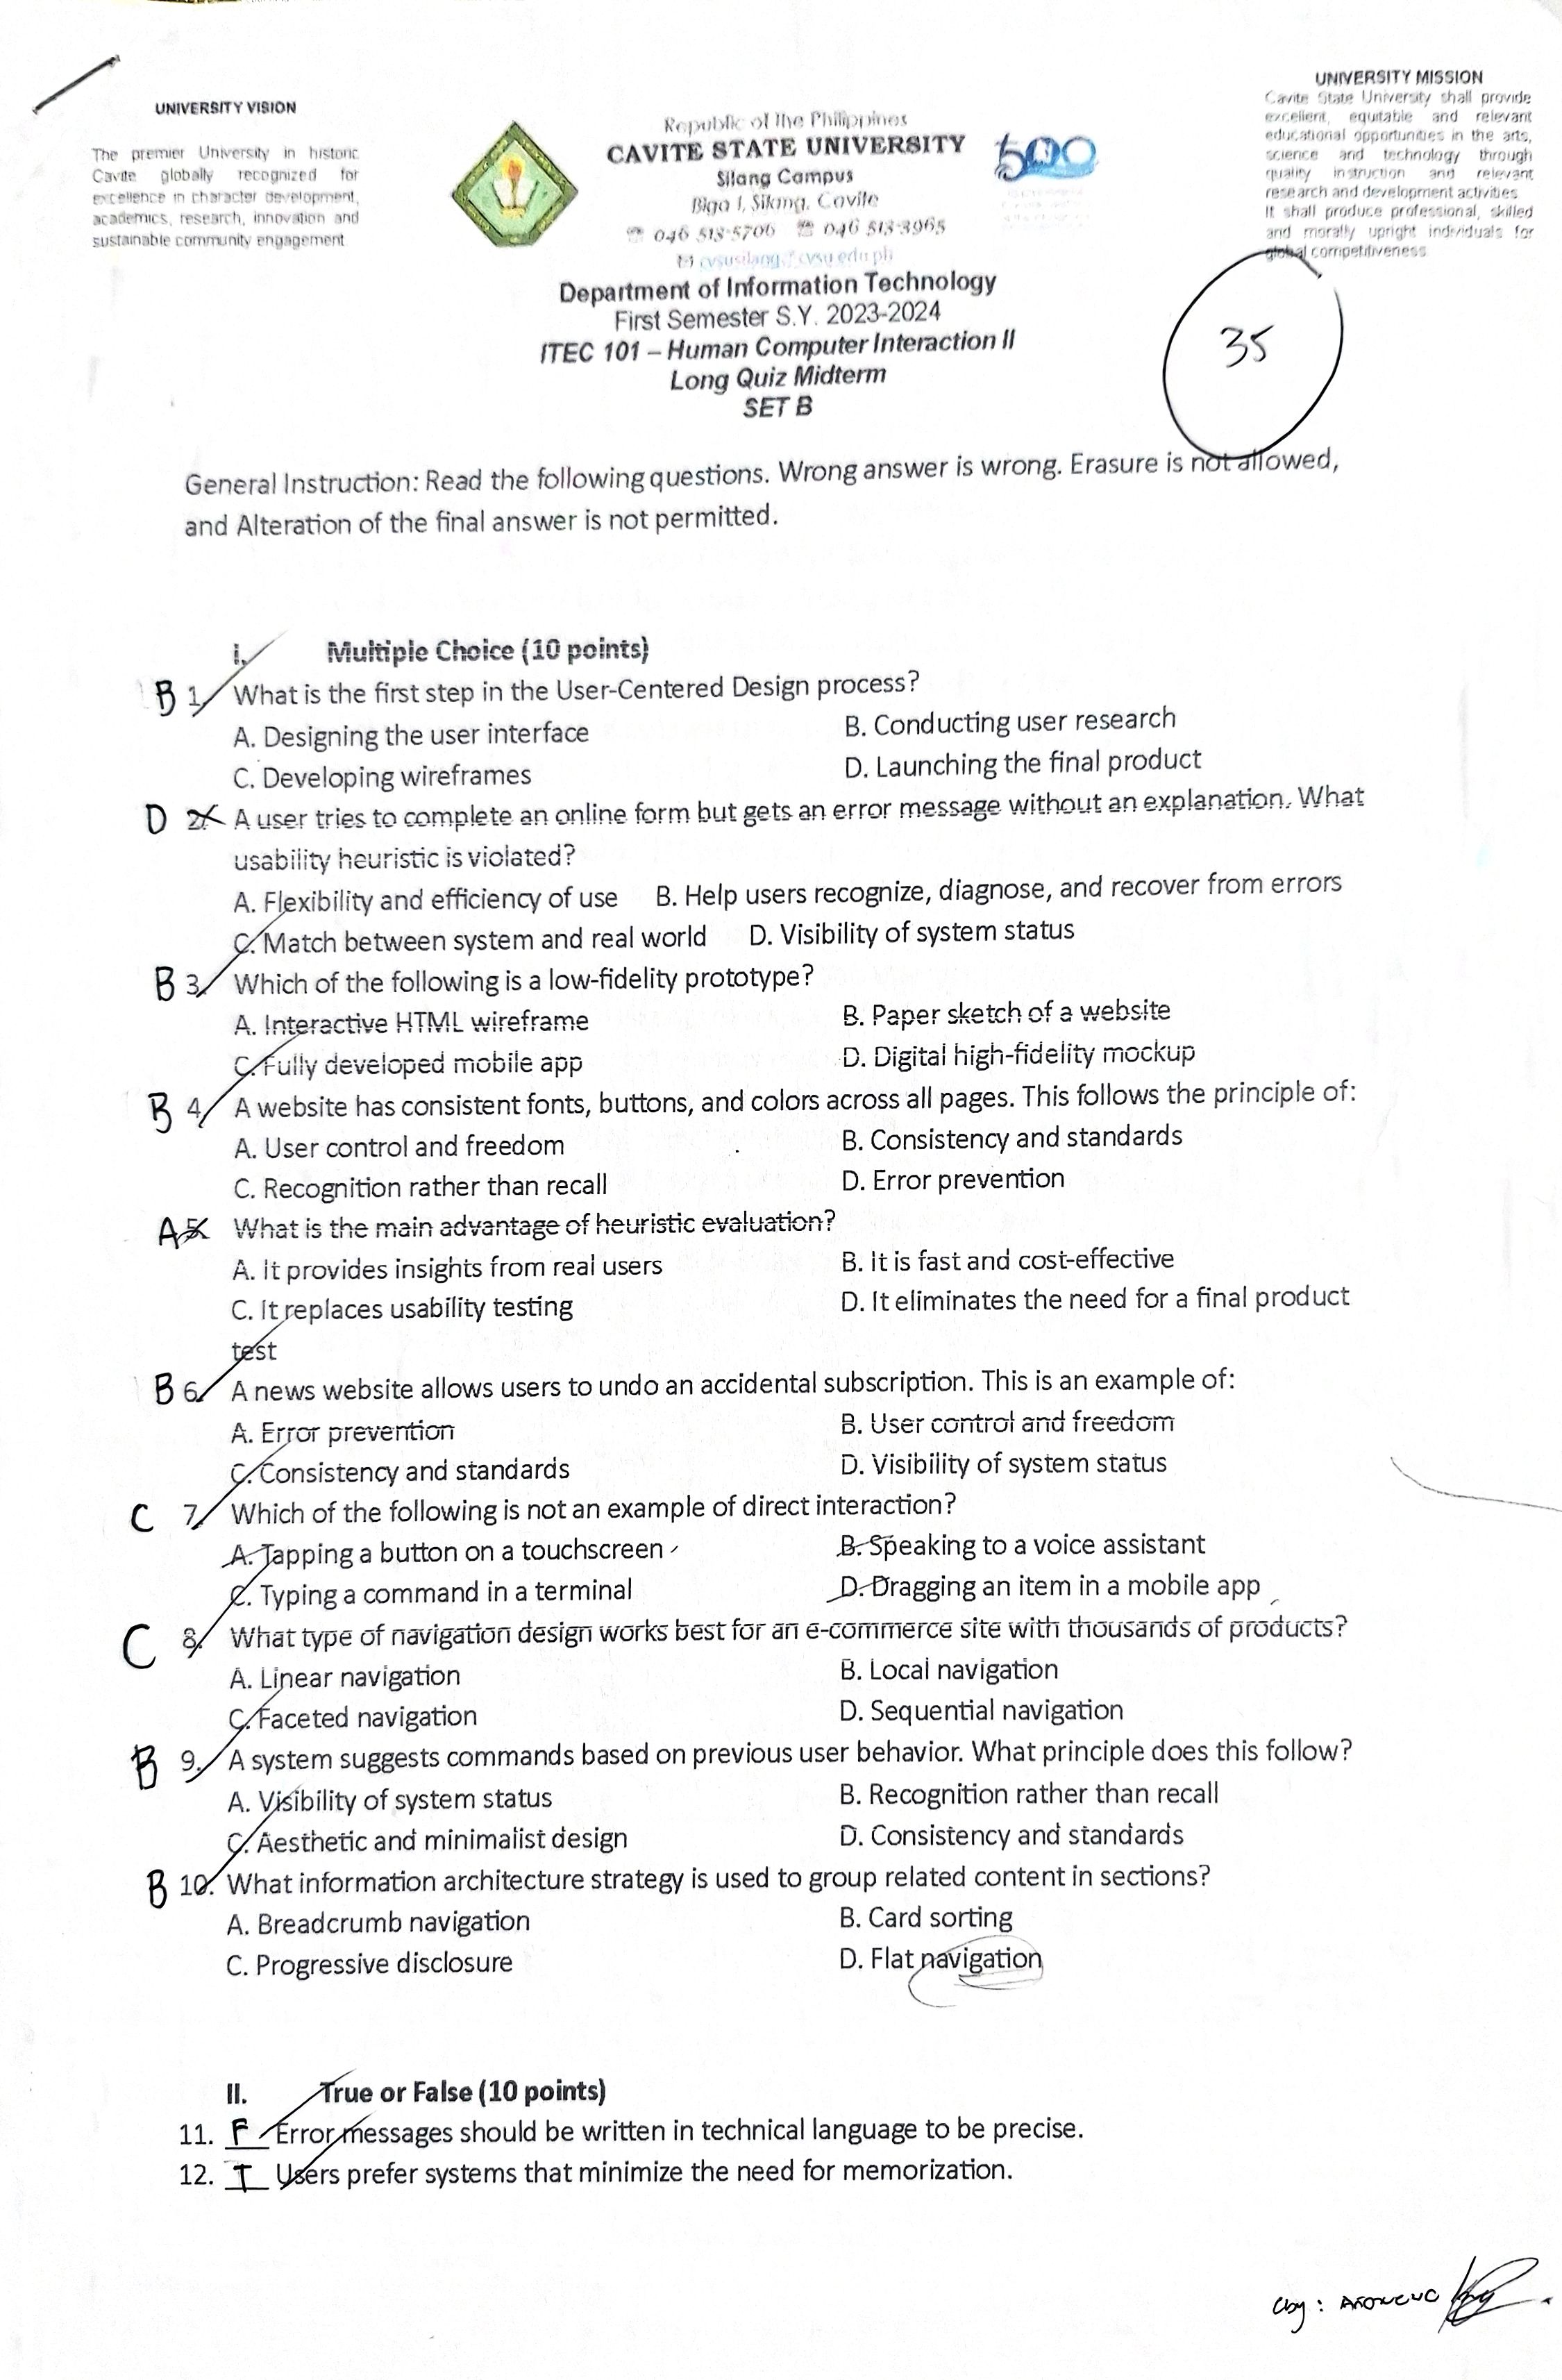 UNIVERSITY VISION
The premier University in historic
Cavite globally recognized for
excellence in character development,
academics, research, innovation and
sustainable community engagement
Republic of the Philippines
CAVITE STATE UNIVERSITY
Silang Campus
Biga I, Silang, Cavite
☎ 046 513-5706 ☎ 046 513-3965
cvsusilang@cvsu.edu.ph
500
UNIVERSITY MISSION
Cavite State University shall provide
excellent, equitable and relevant
educational opportunities in the arts,
science and technology through
quality instruction and relevant
research and development activities
It shall produce professional, skilled
and morally upright individuals for
global competitiveness
Department of Information Technology
First Semester S.Y. 2023-2024
ITEC 101 – Human Computer Interaction II
Long Quiz Midterm
SET B
35
General Instruction: Read the following questions. Wrong answer is wrong. Erasure is not allowed,
and Alteration of the final answer is not permitted.
I. Multiple Choice (10 points)
B 1. What is the first step in the User-Centered Design process?
A. Designing the user interface B. Conducting user research
C. Developing wireframes D. Launching the final product
D 2. A user tries to complete an online form but gets an error message without an explanation. What
usability heuristic is violated?
A. Flexibility and efficiency of use B. Help users recognize, diagnose, and recover from errors
C. Match between system and real world D. Visibility of system status
B 3. Which of the following is a low-fidelity prototype?
A. Interactive HTML wireframe B. Paper sketch of a website
C. Fully developed mobile app D. Digital high-fidelity mockup
B 4. A website has consistent fonts, buttons, and colors across all pages. This follows the principle of:
A. User control and freedom B. Consistency and standards
C. Recognition rather than recall D. Error prevention
A 5. What is the main advantage of heuristic evaluation?
A. It provides insights from real users B. It is fast and cost-effective
C. It replaces usability testing D. It eliminates the need for a final product
test
B 6. A news website allows users to undo an accidental subscription. This is an example of:
A. Error prevention B. User control and freedom
C. Consistency and standards D. Visibility of system status
C 7. Which of the following is not an example of direct interaction?
A. Tapping a button on a touchscreen B. Speaking to a voice assistant
C. Typing a command in a terminal D. Dragging an item in a mobile app
C 8. What type of navigation design works best for an e-commerce site with thousands of products?
A. Linear navigation B. Local navigation
C. Faceted navigation D. Sequential navigation
B 9. A system suggests commands based on previous user behavior. What principle does this follow?
A. Visibility of system status B. Recognition rather than recall
C. Aesthetic and minimalist design D. Consistency and standards
B 10. What information architecture strategy is used to group related content in sections?
A. Breadcrumb navigation B. Card sorting
C. Progressive disclosure D. Flat navigation
II. True or False (10 points)
11. F Error messages should be written in technical language to be precise.
12. T Users prefer systems that minimize the need for memorization.